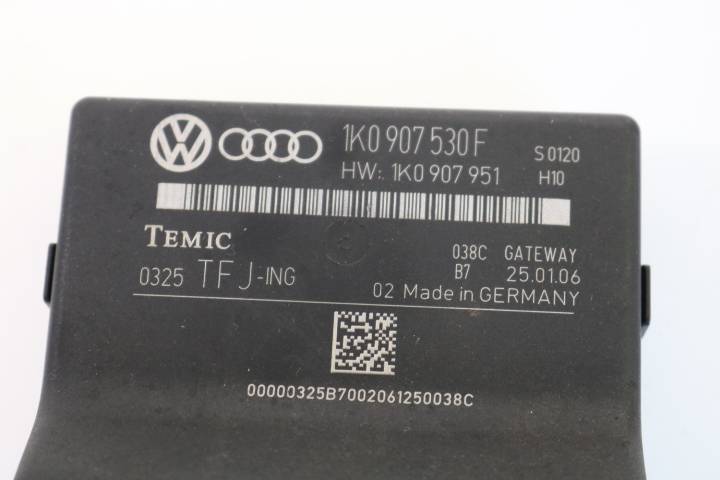 1K0 907 530 F
HW: 1K0 907 951
S 0120
H10
TEMIC
038C GATEWAY
0325 TFJ-ING
B7 25.01.06
02 Made in GERMANY
00000325B7002061250038C